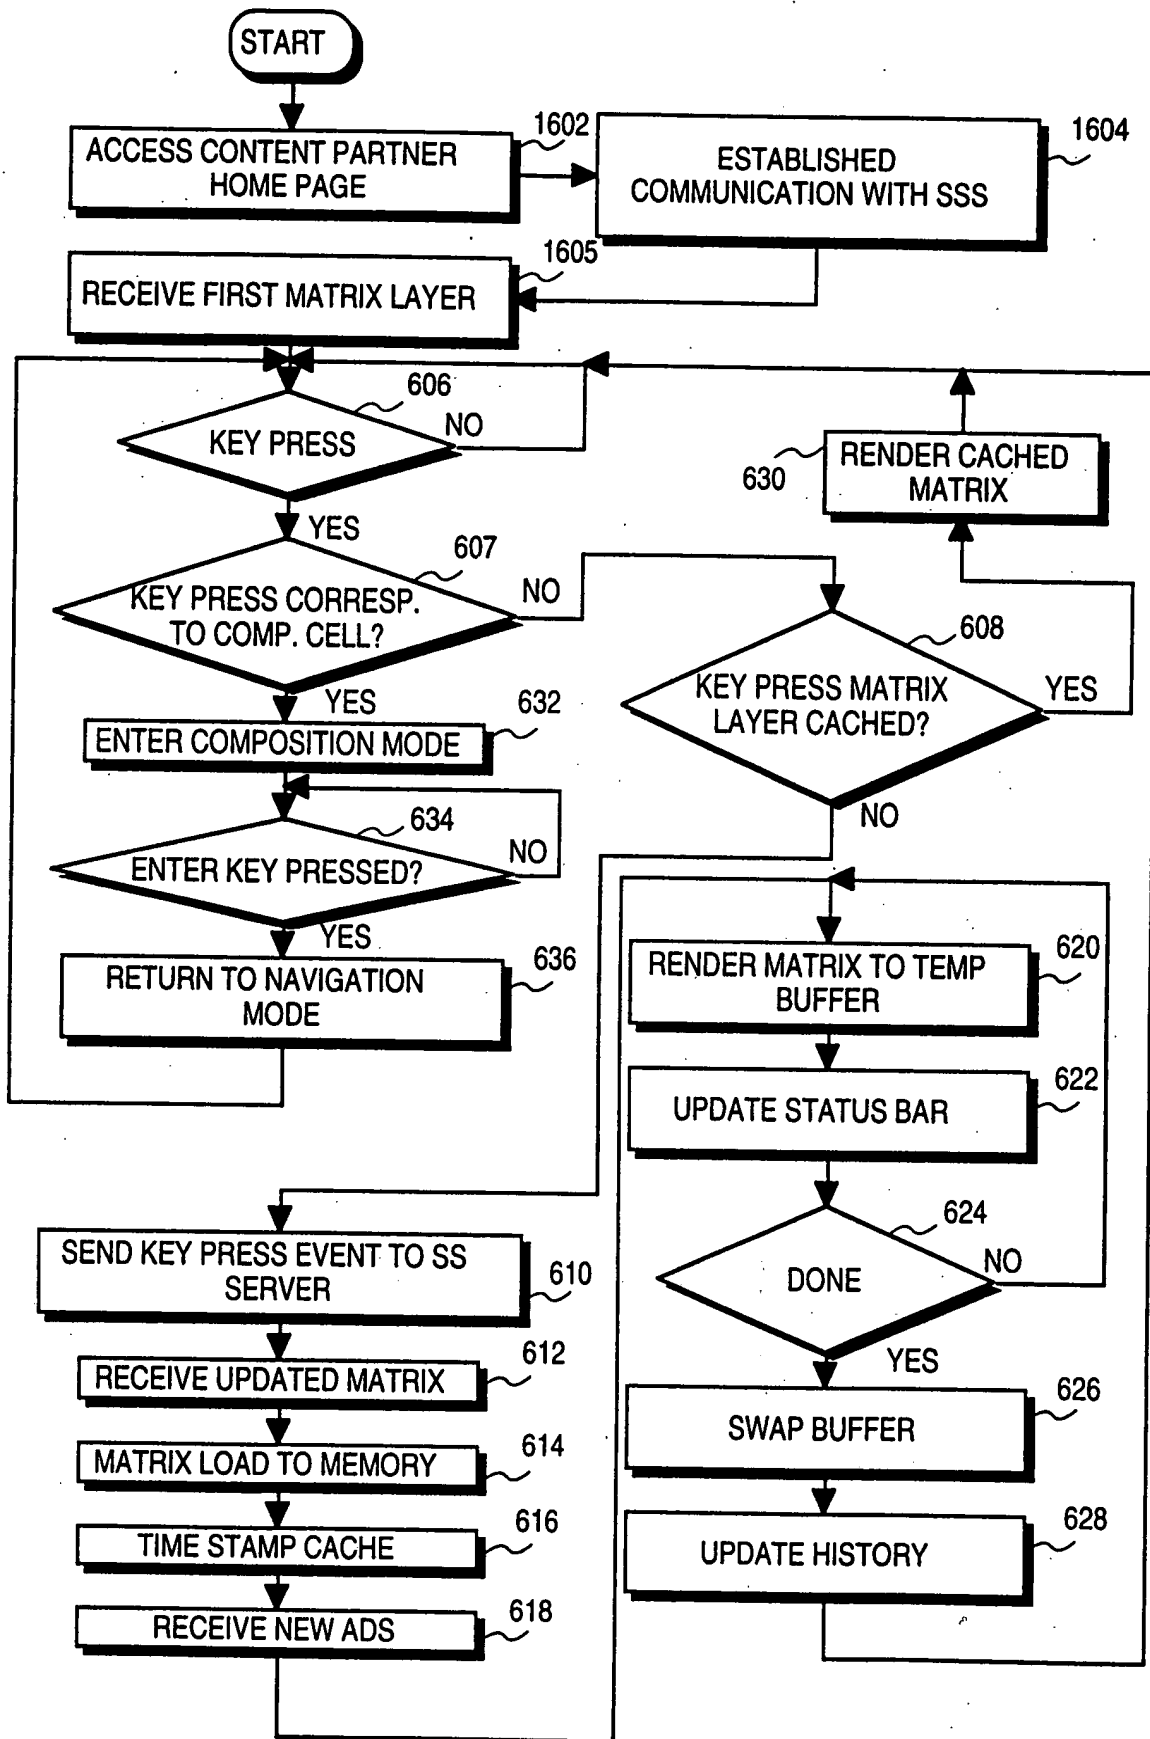 START
1602
ACCESS CONTENT PARTNER
HOME PAGE
1604
ESTABLISHED
COMMUNICATION WITH SSS
1605
RECEIVE FIRST MATRIX LAYER
606
KEY PRESS
NO
YES
630
RENDER CACHED
MATRIX
607
KEY PRESS CORRESP.
TO COMP. CELL?
NO
YES
608
KEY PRESS MATRIX
LAYER CACHED?
YES
NO
632
ENTER COMPOSITION MODE
634
ENTER KEY PRESSED?
NO
YES
636
RETURN TO NAVIGATION
MODE
620
RENDER MATRIX TO TEMP
BUFFER
622
UPDATE STATUS BAR
624
DONE
NO
YES
SEND KEY PRESS EVENT TO SS
SERVER
610
612
RECEIVE UPDATED MATRIX
614
MATRIX LOAD TO MEMORY
616
TIME STAMP CACHE
618
RECEIVE NEW ADS
626
SWAP BUFFER
628
UPDATE HISTORY